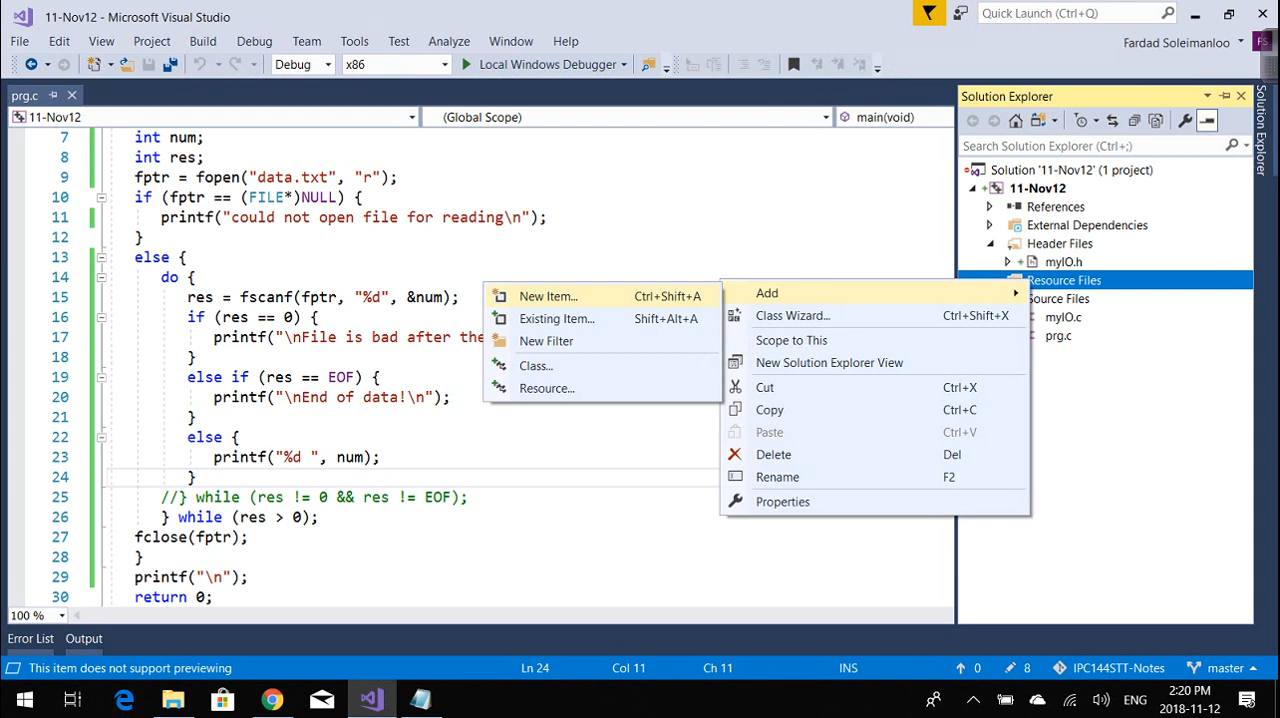 11-Nov12 - Microsoft Visual Studio
Quick Launch (Ctrl+Q)
File Edit View Project Build Debug Team Tools Test Analyze Window Help
Fardad Soleimanloo FS
Debug x86 Local Windows Debugger
prg.c
11-Nov12 (Global Scope) main(void)
7 int num;
8 int res;
9 fptr = fopen("data.txt", "r");
10 if (fptr == (FILE*)NULL) {
11 printf("could not open file for reading\n");
12 }
13 else {
14 do {
15 res = fscanf(fptr, "%d", &num);
16 if (res == 0) {
17 printf("\nFile is bad after the
18 }
19 else if (res == EOF) {
20 printf("\nEnd of data!\n");
21 }
22 else {
23 printf("%d ", num);
24 }
25 //} while (res != 0 && res != EOF);
26 } while (res > 0);
27 fclose(fptr);
28 }
29 printf("\n");
30 return 0;
100 %
New Item... Ctrl+Shift+A
Existing Item... Shift+Alt+A
New Filter
Class...
Resource...
Add
Class Wizard... Ctrl+Shift+X
Scope to This
New Solution Explorer View
Cut Ctrl+X
Copy Ctrl+C
Paste Ctrl+V
Delete Del
Rename F2
Properties
Solution Explorer
Search Solution Explorer (Ctrl+;)
Solution '11-Nov12' (1 project)
11-Nov12
References
External Dependencies
Header Files
myIO.h
Resource Files
Source Files
myIO.c
prg.c
Solution Explorer
Error List Output
This item does not support previewing Ln 24 Col 11 Ch 11 INS 0 8 IPC144STT-Notes master
ENG
2:20 PM
2018-11-12